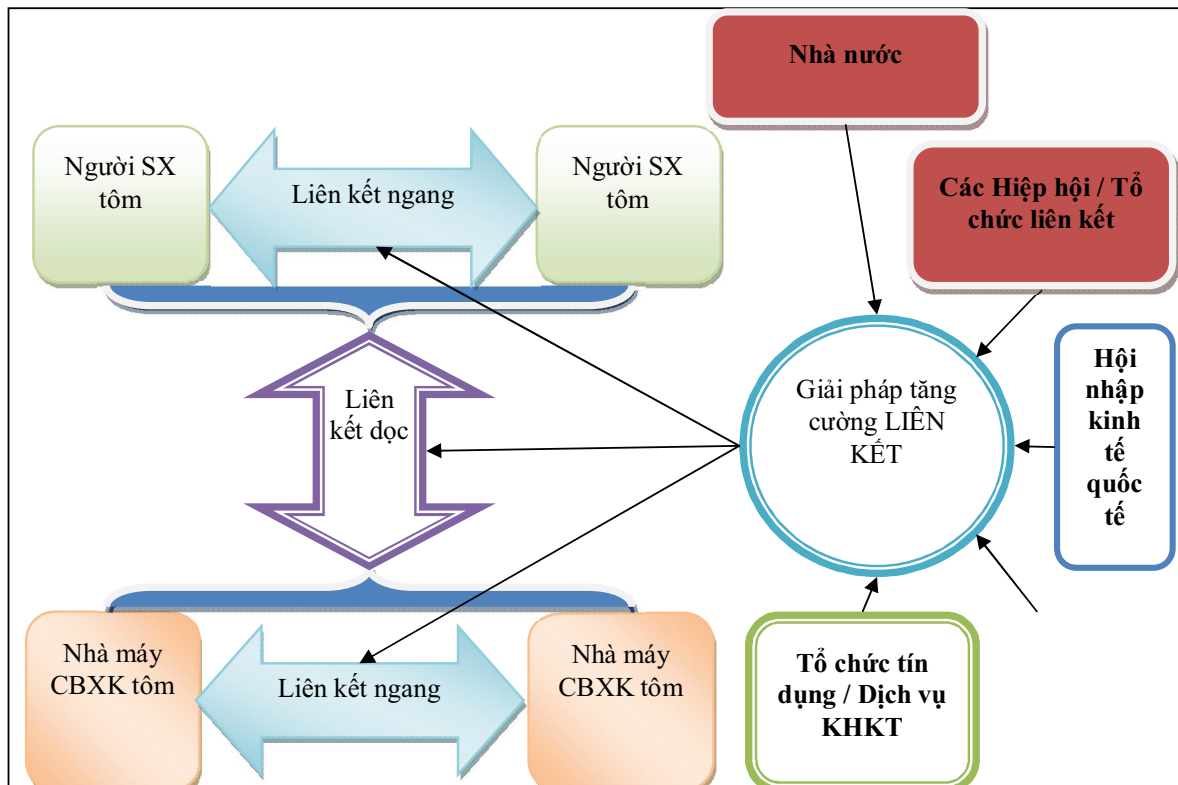 Nhà nước
Người SX
tôm
Liên kết ngang
Người SX
tôm
Các Hiệp hội / Tổ
chức liên kết
Liên
kết dọc
Giải pháp tăng
cường LIÊN
KẾT
Hội
nhập
kinh
tế
quốc
tế
Nhà máy
CBXK tôm
Liên kết ngang
Nhà máy
CBXK tôm
Tổ chức tín
dụng / Dịch vụ
KHKT